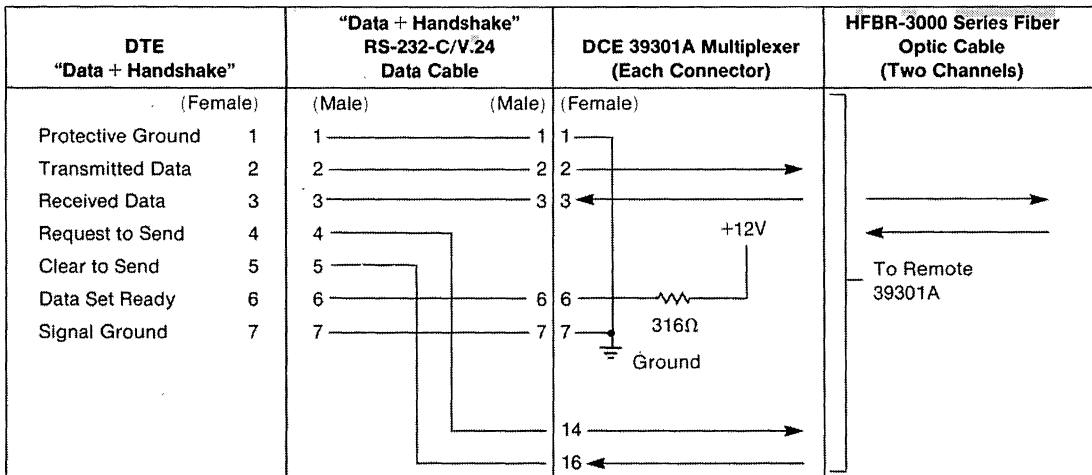 DTE
"Data + Handshake"
"Data + Handshake"
RS-232-C/V.24
Data Cable
DCE 39301A Multiplexer
(Each Connector)
HFBR-3000 Series Fiber
Optic Cable
(Two Channels)
(Female) (Male) (Male) (Female)
Protective Ground 1 1 1 1
Transmitted Data 2 2 2 2
Received Data 3 3 3 3
Request to Send 4 4 +12V
Clear to Send 5 5 To Remote
39301A
Data Set Ready 6 6 6 6
316Ω
Signal Ground 7 7 7 7
Ground
14
16